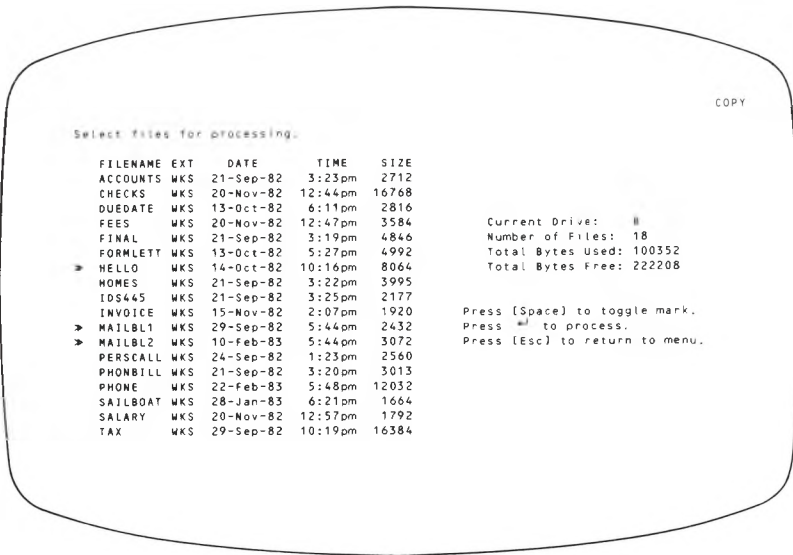 COPY
Select files for processing.
FILENAME EXT DATE TIME SIZE
ACCOUNTS WKS 21-Sep-82 3:23pm 2712
CHECKS WKS 20-Nov-82 12:44pm 16768
DUEDATE WKS 13-Oct-82 6:11pm 2816
FEES WKS 20-Nov-82 12:47pm 3584
FINAL WKS 21-Sep-82 3:19pm 4846
FORMLETT WKS 13-Oct-82 5:27pm 4992
» HELLO WKS 14-Oct-82 10:16pm 8064
HOMES WKS 21-Sep-82 3:22pm 3995
IDS445 WKS 21-Sep-82 3:25pm 2177
INVOICE WKS 15-Nov-82 2:07pm 1920
» MAILBL1 WKS 29-Sep-82 5:44pm 2432
» MAILBL2 WKS 10-Feb-83 5:44pm 3072
PERSCALL WKS 24-Sep-82 1:23pm 2560
PHONBILL WKS 21-Sep-82 3:20pm 3013
PHONE WKS 22-Feb-83 5:48pm 12032
SAILBOAT WKS 28-Jan-83 6:21pm 1664
SALARY WKS 20-Nov-82 12:57pm 1792
TAX WKS 29-Sep-82 10:19pm 16384
Current Drive:
Number of Files: 18
Total Bytes Used: 100352
Total Bytes Free: 222208
Press [Space] to toggle mark.
Press ↵ to process.
Press [Esc] to return to menu.